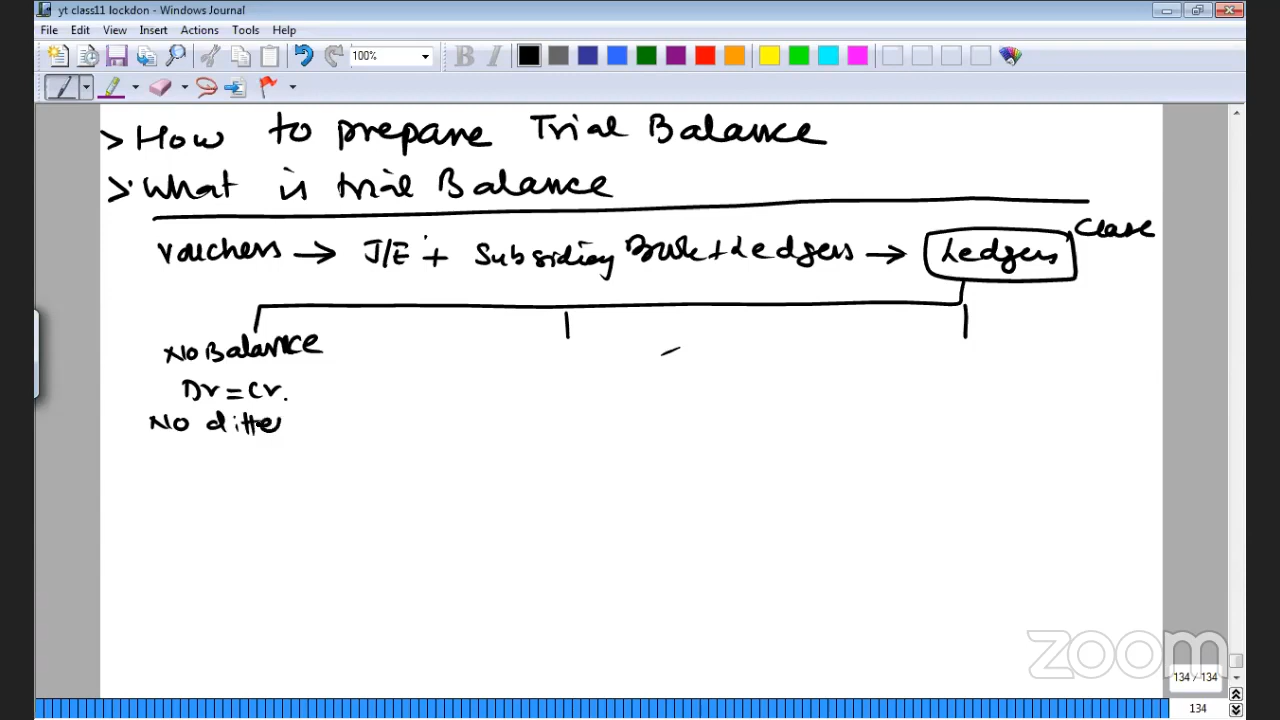 yt class11 lockdon - Windows Journal
File Edit View Insert Actions Tools Help
100%
> How to prepare Trial Balance
> What is trial Balance
vouchers → J/E + Subsidiary Book + Ledgers → Ledgers Close
No Balance
Dr = Cr.
No differ
zoom
134 / 134
134